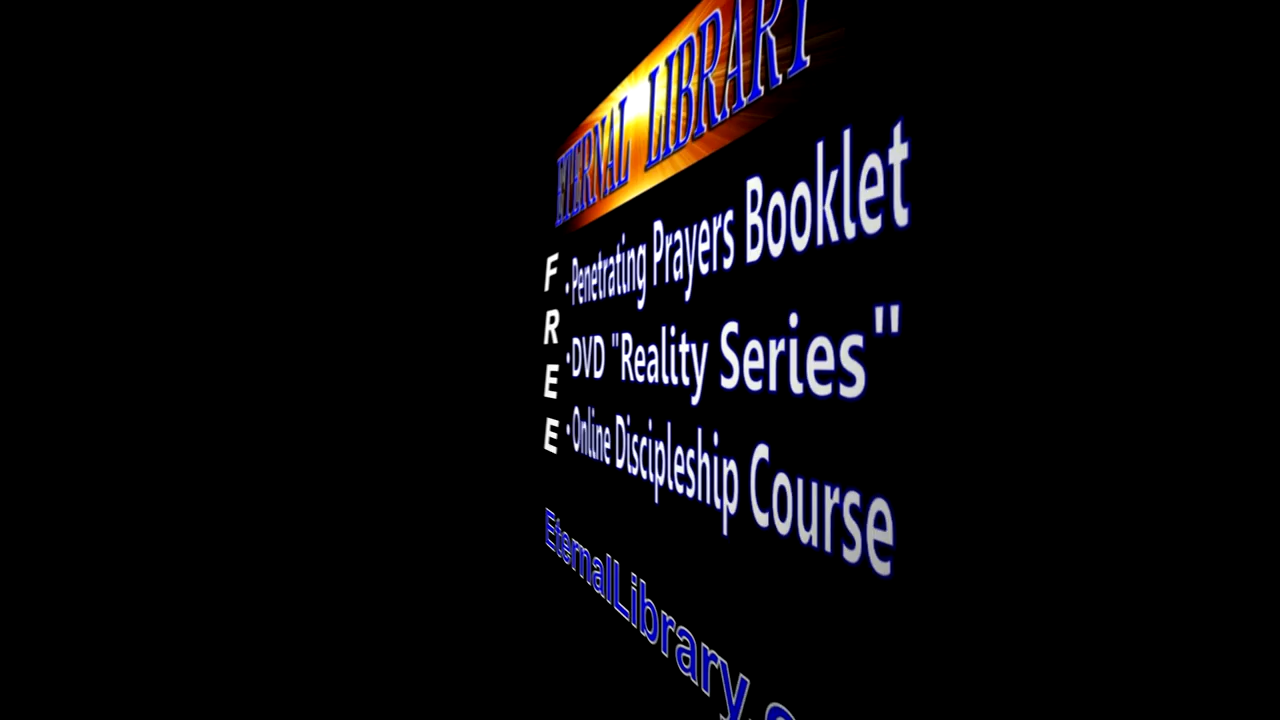 ETERNAL LIBRARY
F
R
E
E
·Penetrating Prayers Booklet
·DVD "Reality Series"
·Online Discipleship Course
EternalLibrary.